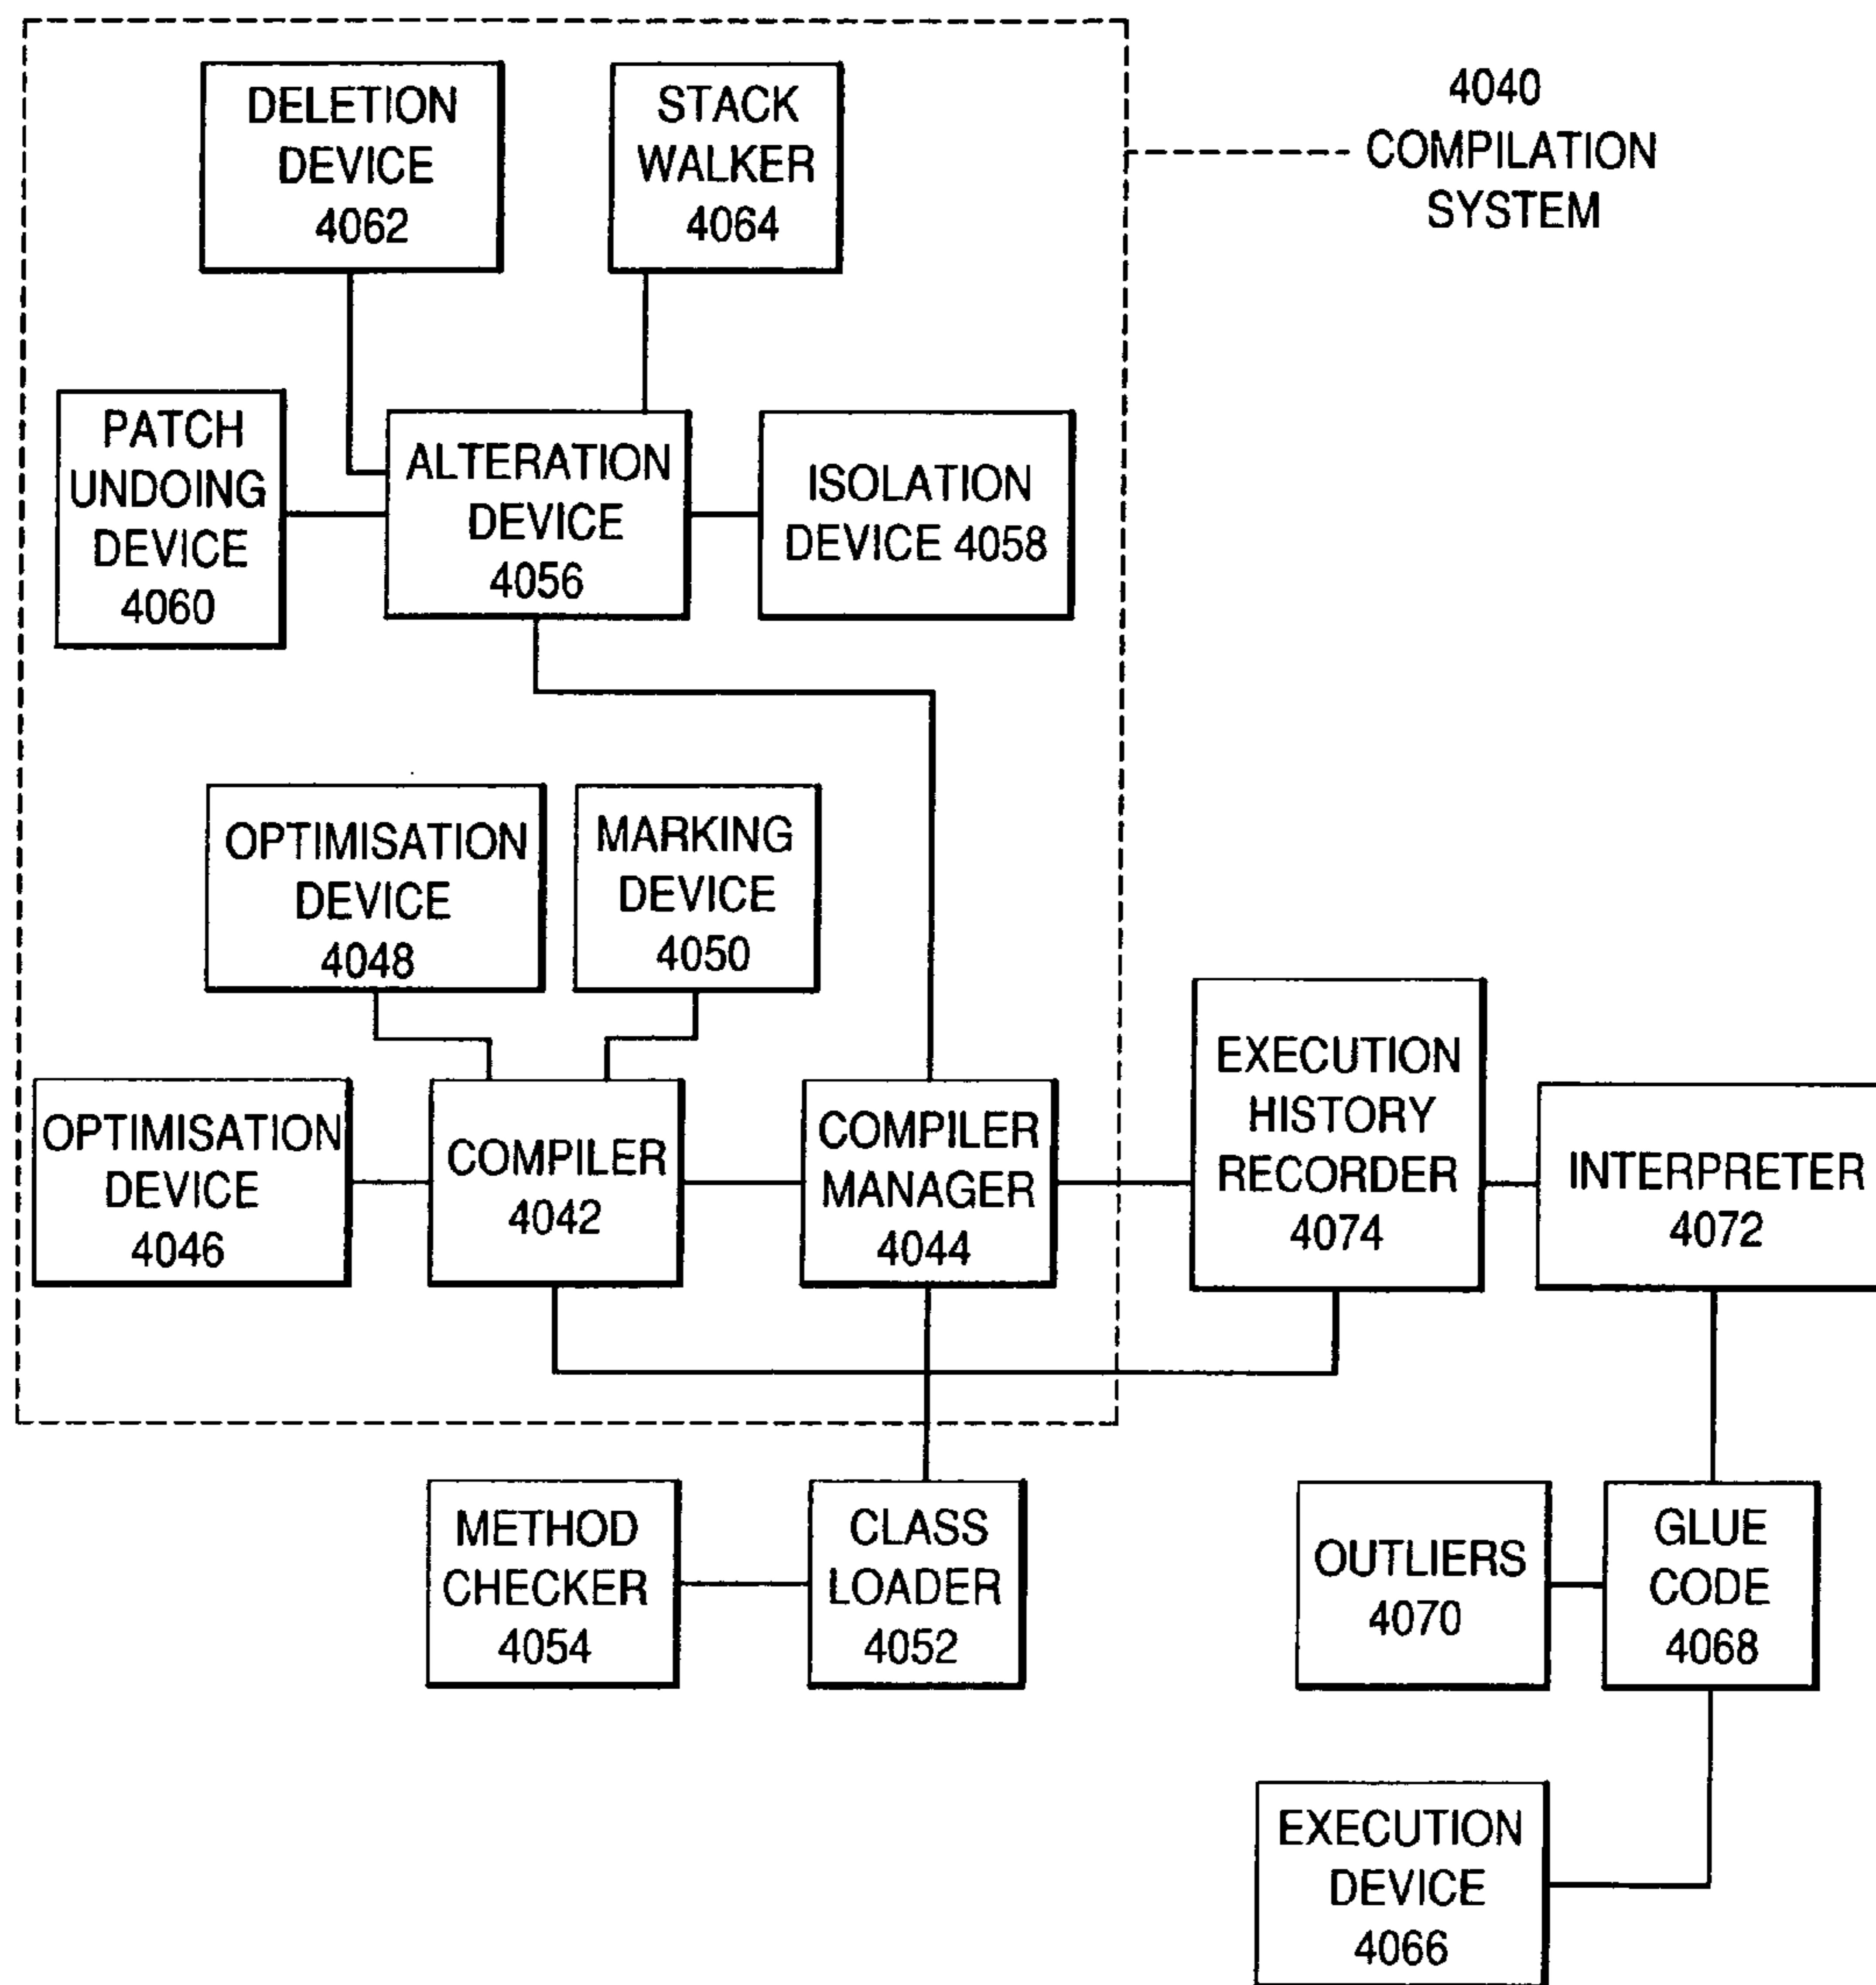 DELETION
DEVICE
4062
STACK
WALKER
4064
4040
COMPILATION
SYSTEM
PATCH
UNDOING
DEVICE
4060
ALTERATION
DEVICE
4056
ISOLATION
DEVICE 4058
OPTIMISATION
DEVICE
4048
MARKING
DEVICE
4050
OPTIMISATION
DEVICE
4046
COMPILER
4042
COMPILER
MANAGER
4044
EXECUTION
HISTORY
RECORDER
4074
INTERPRETER
4072
METHOD
CHECKER
4054
CLASS
LOADER
4052
OUTLIERS
4070
GLUE
CODE
4068
EXECUTION
DEVICE
4066